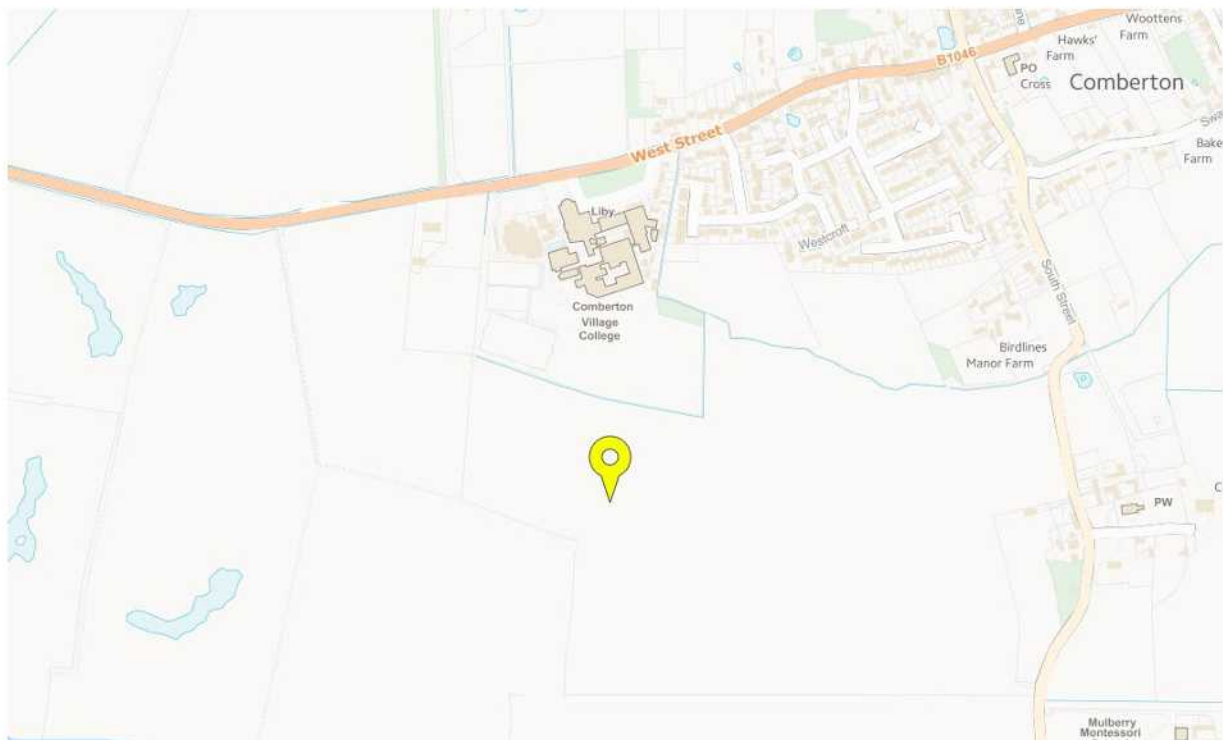 Woottens
Farm
Hawks'
Farm
B1046
PO
Cross
Comberton
Swa
Bake
Farm
West Street
Liby
Westcroft
South Street
Comberton
Village
College
Birdlines
Manor Farm
P
C
PW
Mulberry
Montessori